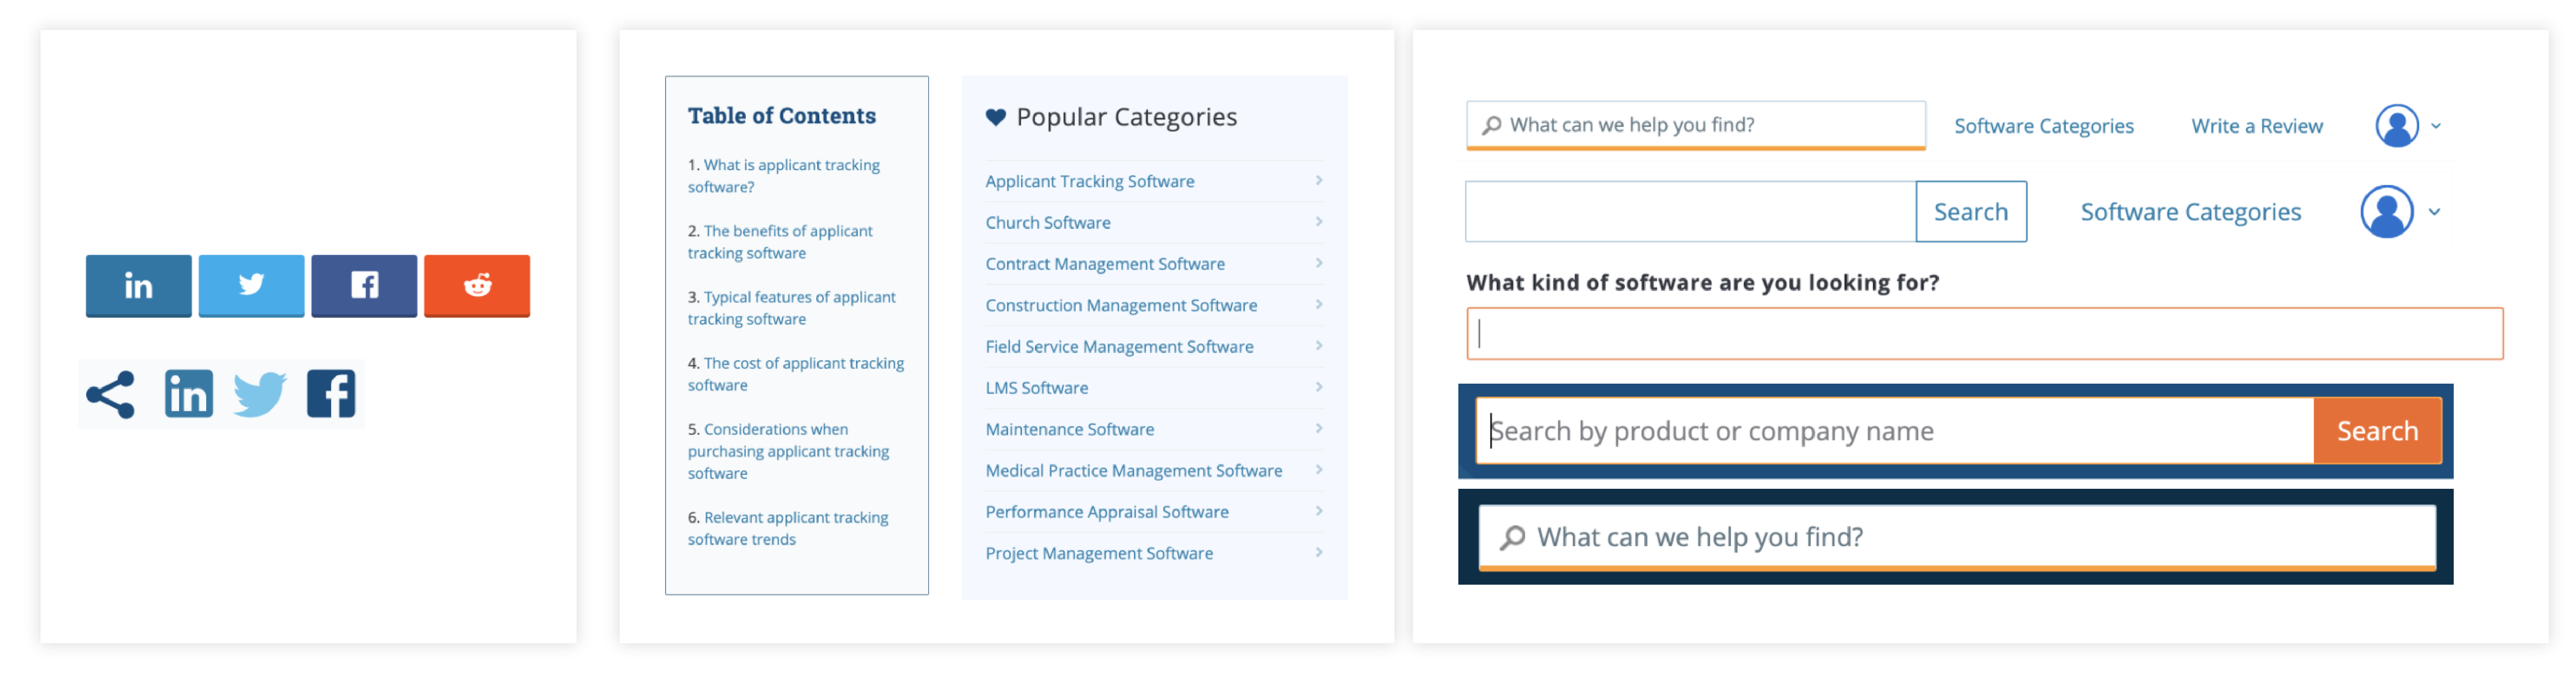 in
in
Table of Contents
1. What is applicant tracking
software?
2. The benefits of applicant
tracking software
3. Typical features of applicant
tracking software
4. The cost of applicant tracking
software
5. Considerations when
purchasing applicant tracking
software
6. Relevant applicant tracking
software trends
Popular Categories
Applicant Tracking Software
Church Software
Contract Management Software
Construction Management Software
Field Service Management Software
LMS Software
Maintenance Software
Medical Practice Management Software
Performance Appraisal Software
Project Management Software
What can we help you find? Software Categories Write a Review
Search Software Categories
What kind of software are you looking for?
Search by product or company name Search
What can we help you find?